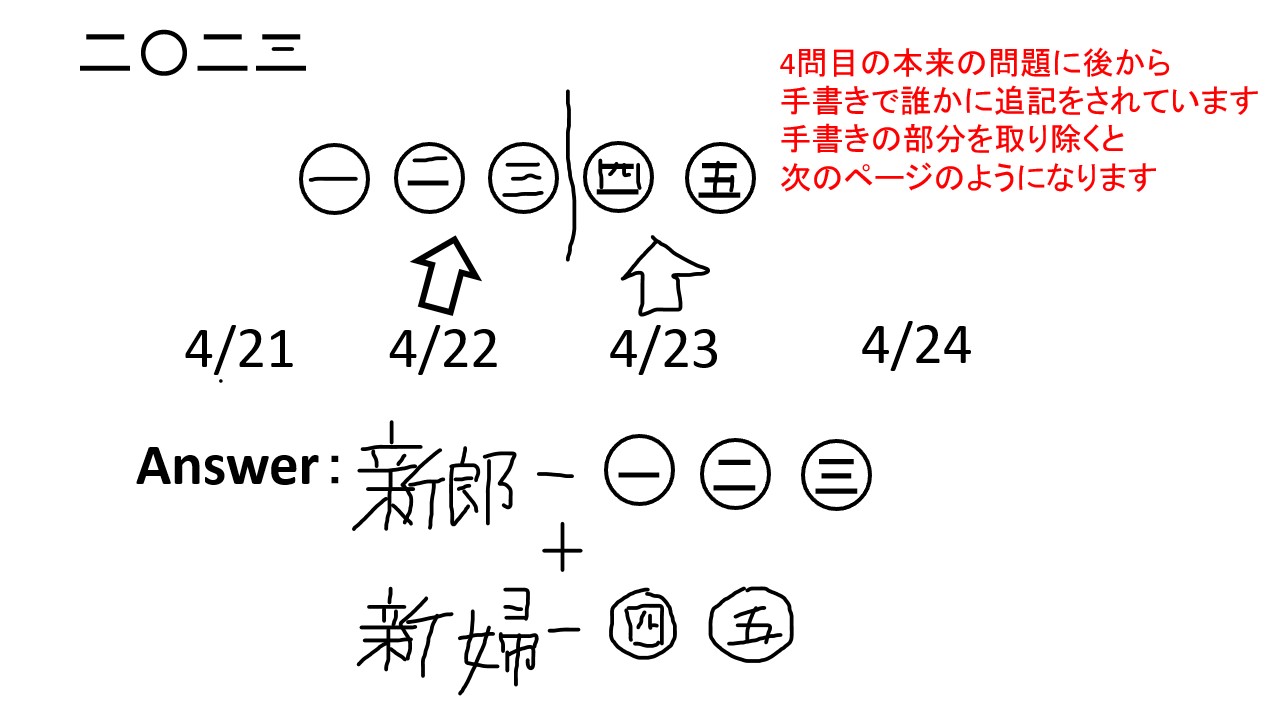 二〇二三
4問目の本来の問題に後から
手書きで誰かに追記をされています
手書きの部分を取り除くと
次のページのようになります
一 二 三 四 五
4/21 4/22 4/23 4/24
Answer：新郎－一 二 三
＋
新婦－四 五